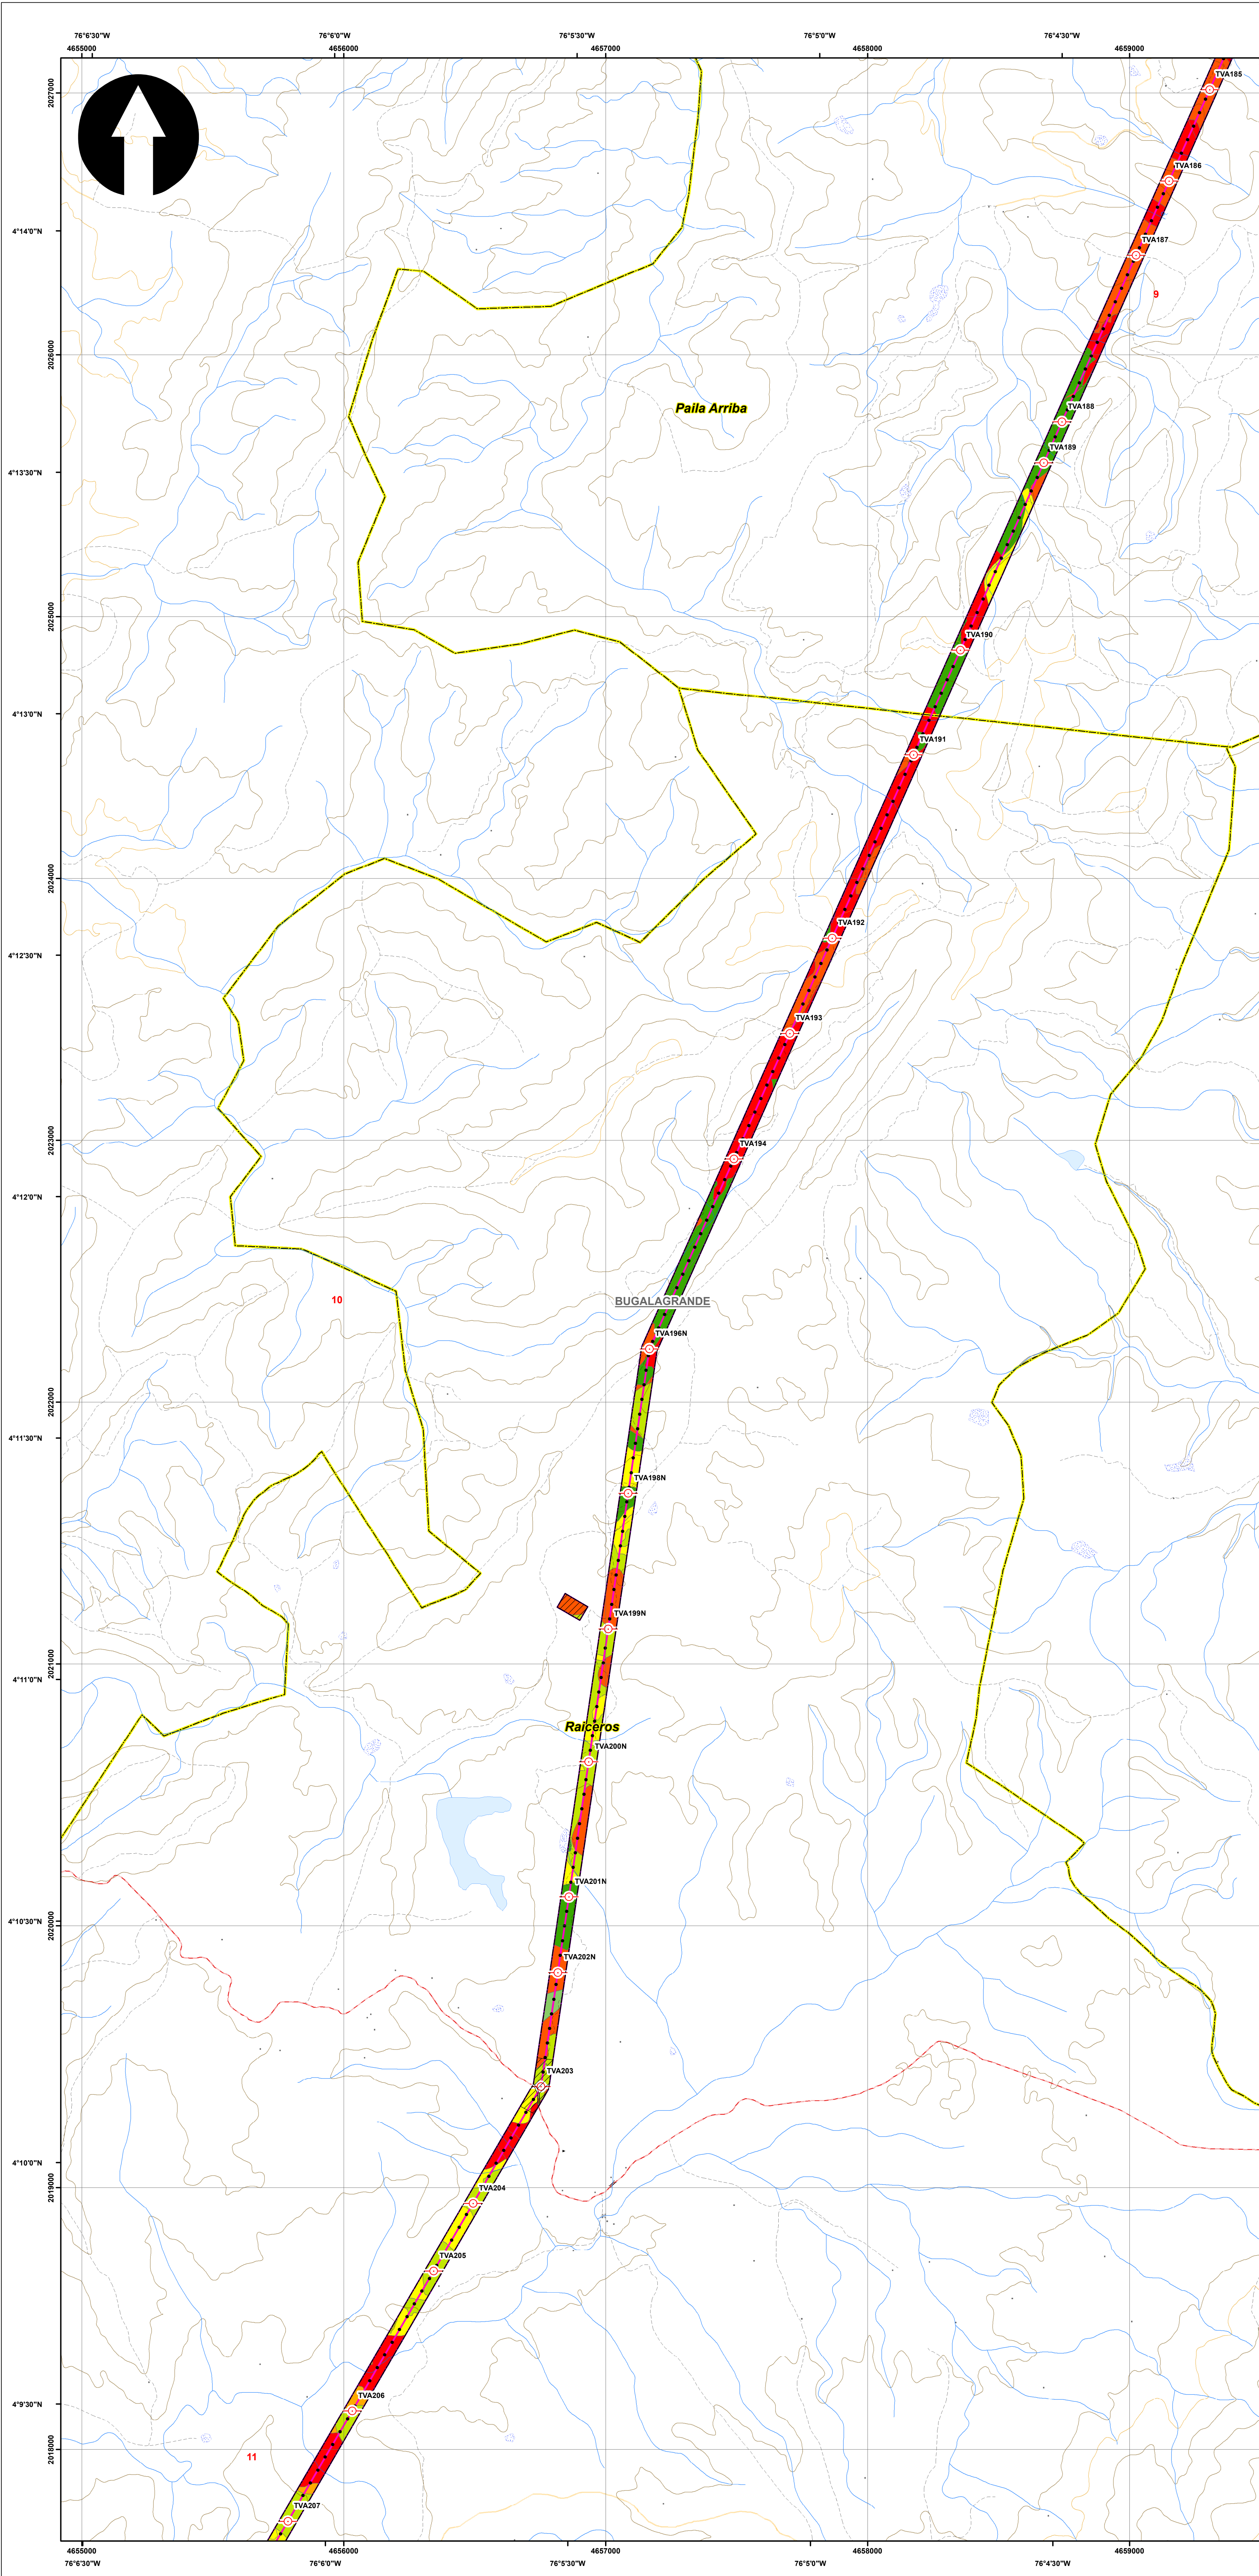 76°6'30"W 76°6'0"W 76°5'30"W 76°5'0"W 76°4'30"W
4655000 4656000 4657000 4658000 4659000
TVA185
2027000
TVA186
4°14'0"N
TVA187
9
2026000
Paila Arriba
TVA188
TVA189
4°13'30"N
2025000
TVA190
4°13'0"N
TVA191
2024000
TVA192
4°12'30"N
TVA193
2023000
TVA194
4°12'0"N
10
BUGALAGRANDE
TVA196N
2022000
4°11'30"N
TVA198N
TVA199N
2021000
4°11'0"N
Raiceros
TVA200N
TVA201N
4°10'30"N
2020000
TVA202N
TVA203
4°10'0"N
2019000
TVA204
TVA205
TVA206
4°9'30"N
2018000
11
TVA207
4655000 4656000 4657000 4658000 4659000
76°6'30"W 76°6'0"W 76°5'30"W 76°5'0"W 76°4'30"W